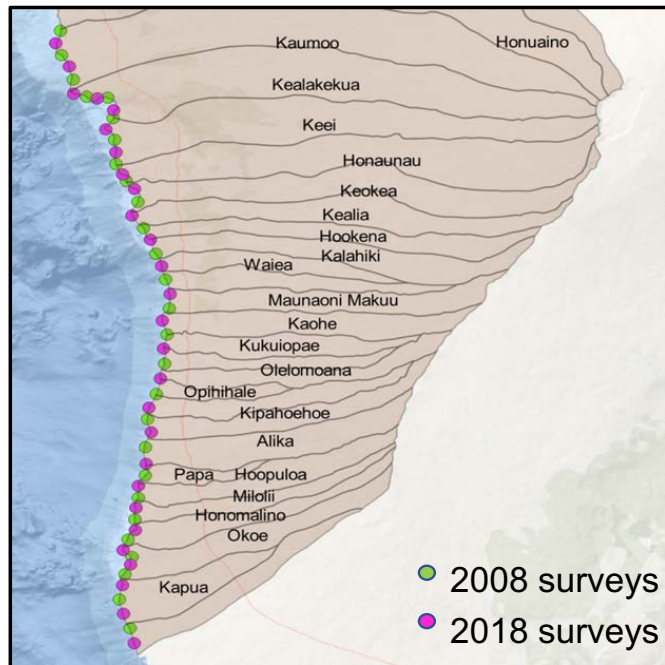 Honuaino
Kaumoo
Kealakekua
Keei
Honaunau
Keokea
Kealia
Hookena
Kalahiki
Waiea
Maunaoni Makuu
Kaohe
Kukuiopae
Olelomoana
Opihihale
Kipahoehoe
Alika
Papa Hoopuloa
Milolii
Honomalino
Okoe
Kapua
2008 surveys
2018 surveys